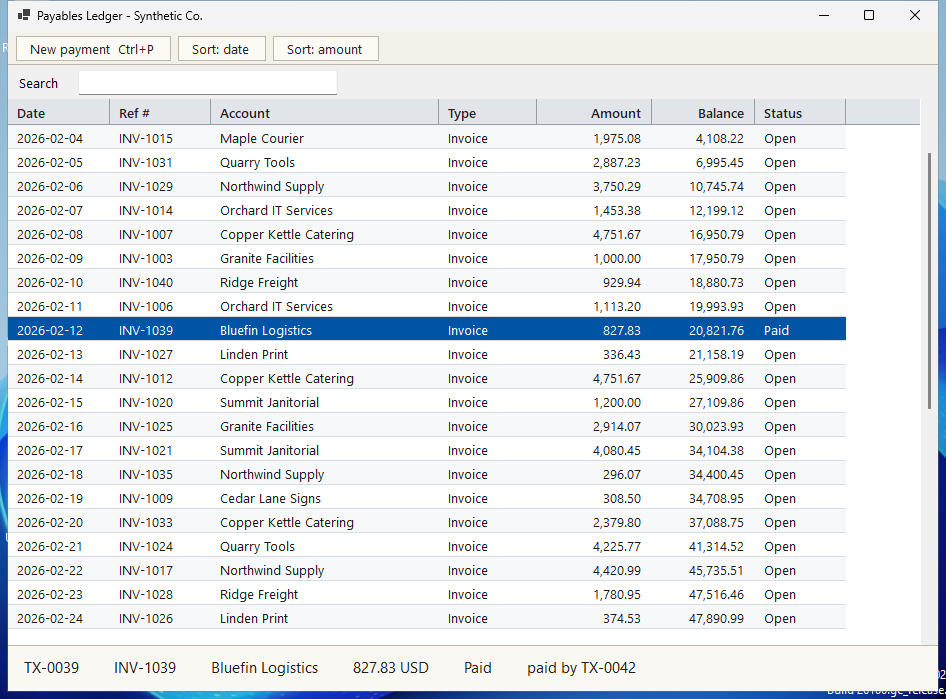 Payables Ledger - Synthetic Co.
New payment Ctrl+P Sort: date Sort: amount
Search
Date Ref # Account Type Amount Balance Status
2026-02-04 INV-1015 Maple Courier Invoice 1,975.08 4,108.22 Open
2026-02-05 INV-1031 Quarry Tools Invoice 2,887.23 6,995.45 Open
2026-02-06 INV-1029 Northwind Supply Invoice 3,750.29 10,745.74 Open
2026-02-07 INV-1014 Orchard IT Services Invoice 1,453.38 12,199.12 Open
2026-02-08 INV-1007 Copper Kettle Catering Invoice 4,751.67 16,950.79 Open
2026-02-09 INV-1003 Granite Facilities Invoice 1,000.00 17,950.79 Open
2026-02-10 INV-1040 Ridge Freight Invoice 929.94 18,880.73 Open
2026-02-11 INV-1006 Orchard IT Services Invoice 1,113.20 19,993.93 Open
2026-02-12 INV-1039 Bluefin Logistics Invoice 827.83 20,821.76 Paid
2026-02-13 INV-1027 Linden Print Invoice 336.43 21,158.19 Open
2026-02-14 INV-1012 Copper Kettle Catering Invoice 4,751.67 25,909.86 Open
2026-02-15 INV-1020 Summit Janitorial Invoice 1,200.00 27,109.86 Open
2026-02-16 INV-1025 Granite Facilities Invoice 2,914.07 30,023.93 Open
2026-02-17 INV-1021 Summit Janitorial Invoice 4,080.45 34,104.38 Open
2026-02-18 INV-1035 Northwind Supply Invoice 296.07 34,400.45 Open
2026-02-19 INV-1009 Cedar Lane Signs Invoice 308.50 34,708.95 Open
2026-02-20 INV-1033 Copper Kettle Catering Invoice 2,379.80 37,088.75 Open
2026-02-21 INV-1024 Quarry Tools Invoice 4,225.77 41,314.52 Open
2026-02-22 INV-1017 Northwind Supply Invoice 4,420.99 45,735.51 Open
2026-02-23 INV-1028 Ridge Freight Invoice 1,780.95 47,516.46 Open
2026-02-24 INV-1026 Linden Print Invoice 374.53 47,890.99 Open
TX-0039 INV-1039 Bluefin Logistics 827.83 USD Paid paid by TX-0042